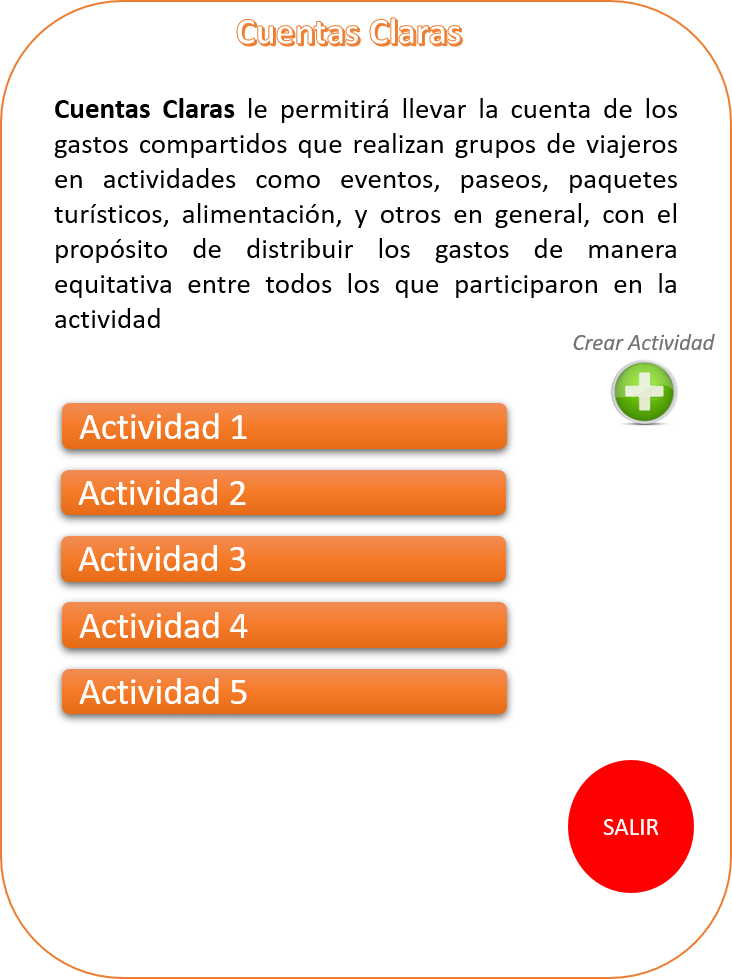 Cuentas Claras
Cuentas Claras le permitirá llevar la cuenta de los
gastos compartidos que realizan grupos de viajeros
en actividades como eventos, paseos, paquetes
turísticos, alimentación, y otros en general, con el
propósito de distribuir los gastos de manera
equitativa entre todos los que participaron en la
actividad
Crear Actividad
Actividad 1
Actividad 2
Actividad 3
Actividad 4
Actividad 5
SALIR